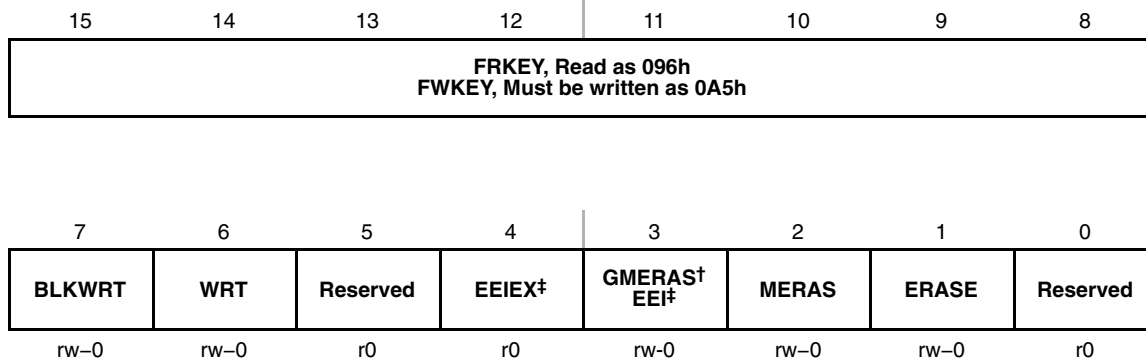 15 14 13 12 11 10 9 8
FRKEY, Read as 096h
FWKEY, Must be written as 0A5h
7 6 5 4 3 2 1 0
BLKWRT WRT Reserved EEIEX‡ GMERAS† EEI‡ MERAS ERASE Reserved
rw−0 rw−0 r0 r0 rw-0 rw−0 rw−0 r0